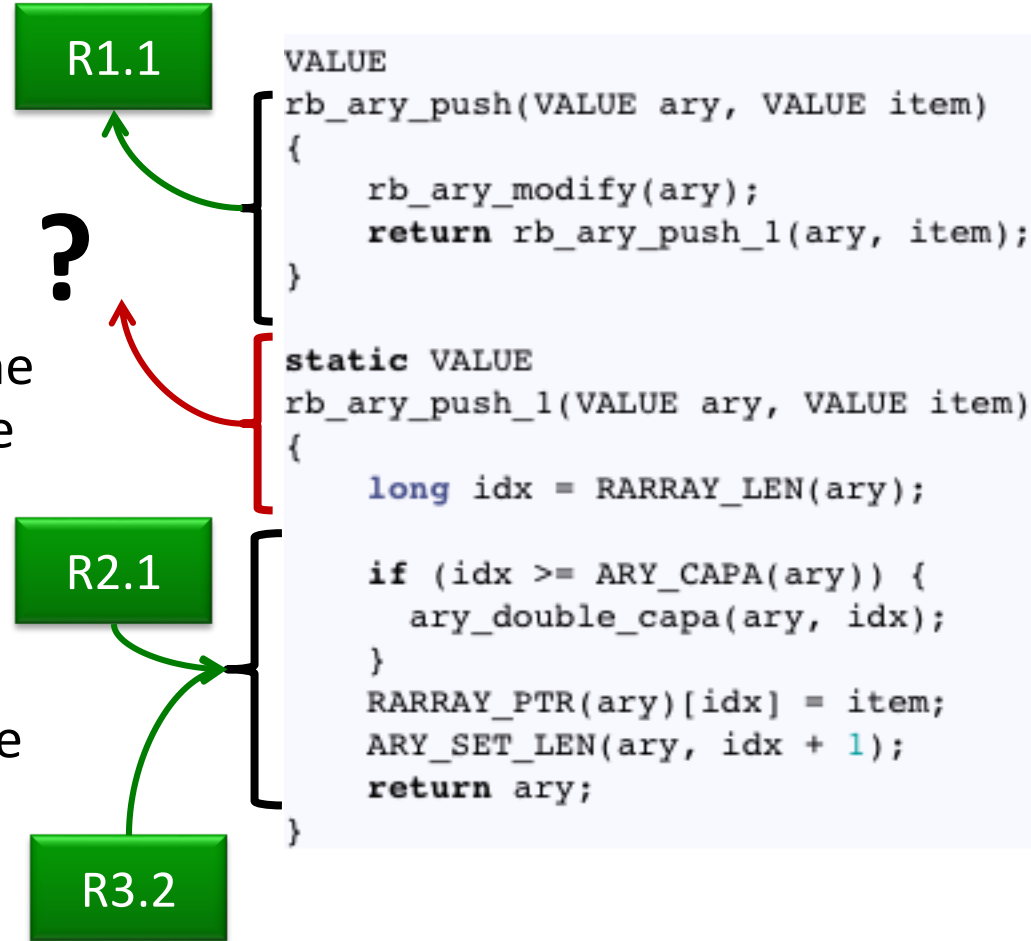 R1.1
?
ne
e
R2.1
e
R3.2
VALUE
rb_ary_push(VALUE ary, VALUE item)
{
    rb_ary_modify(ary);
    return rb_ary_push_1(ary, item);
}
static VALUE
rb_ary_push_1(VALUE ary, VALUE item)
{
    long idx = RARRAY_LEN(ary);
    if (idx >= ARY_CAPA(ary)) {
      ary_double_capa(ary, idx);
    }
    RARRAY_PTR(ary)[idx] = item;
    ARY_SET_LEN(ary, idx + 1);
    return ary;
}